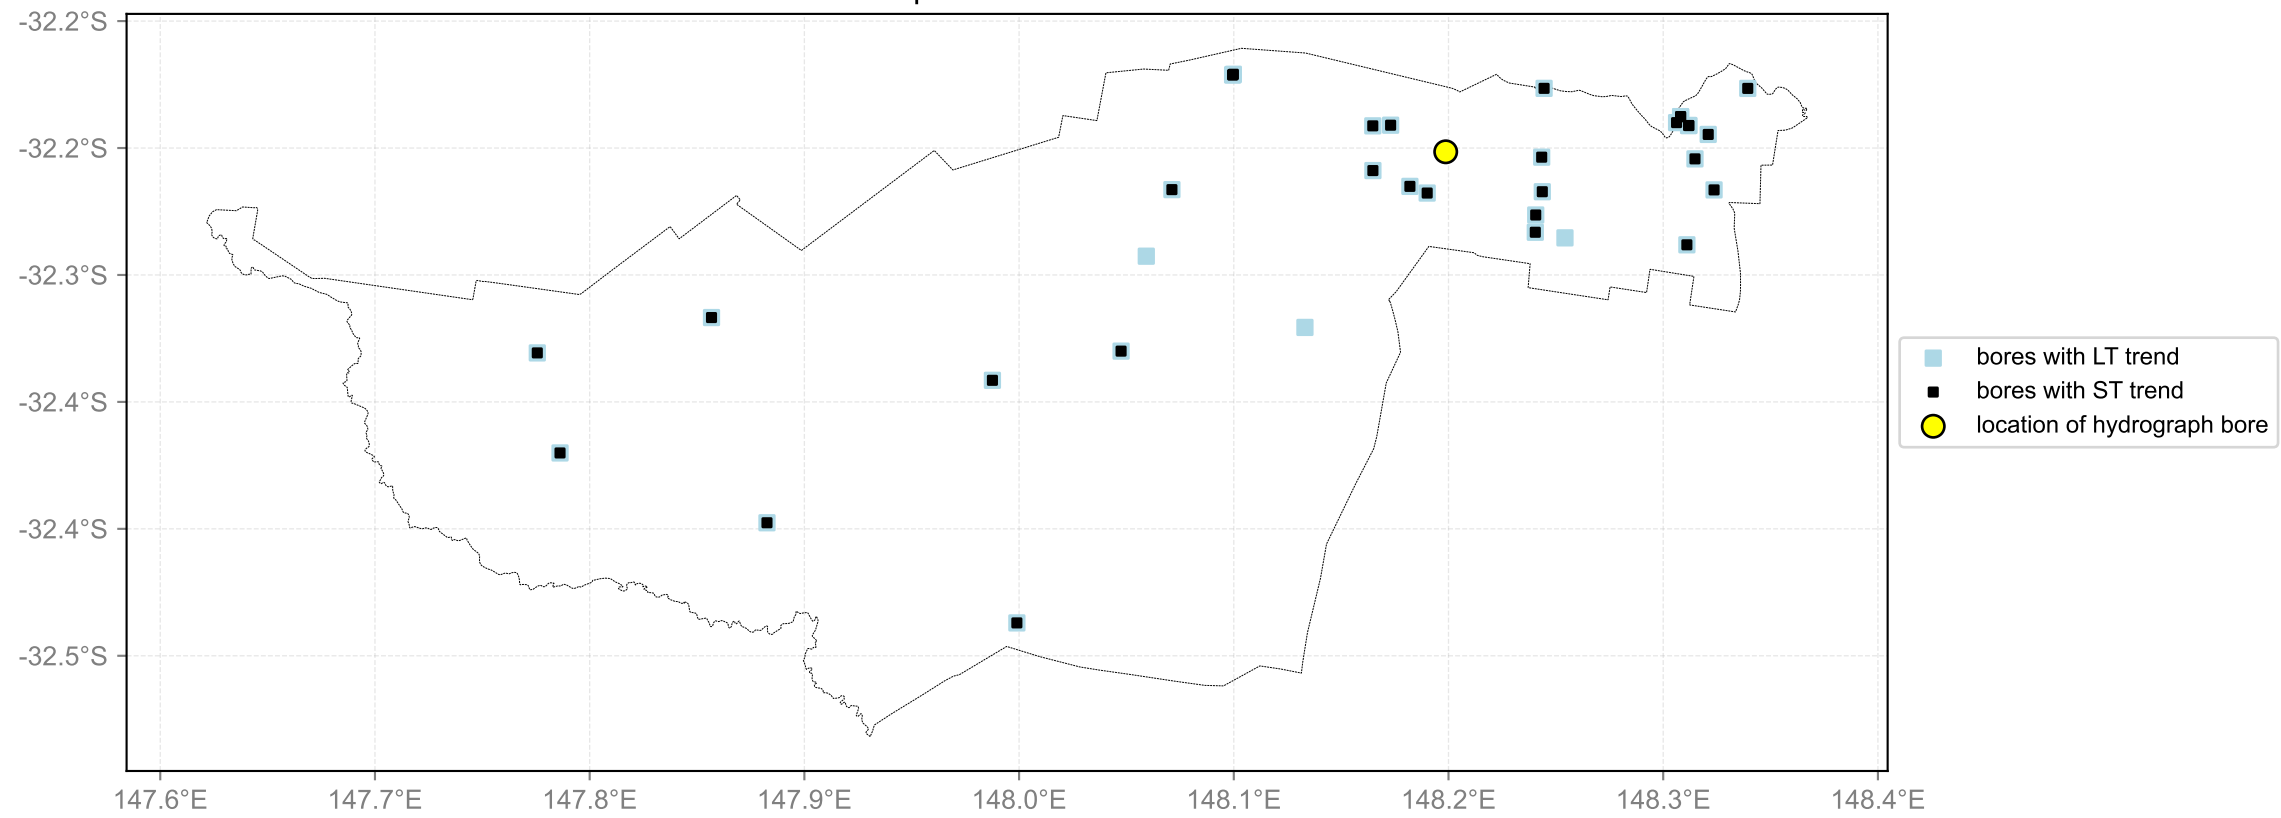 -32.2°S
-32.2°S
-32.3°S
-32.4°S
-32.4°S
-32.5°S
147.6°E 147.7°E 147.8°E 147.9°E 148.0°E 148.1°E 148.2°E 148.3°E 148.4°E
bores with LT trend
bores with ST trend
location of hydrograph bore